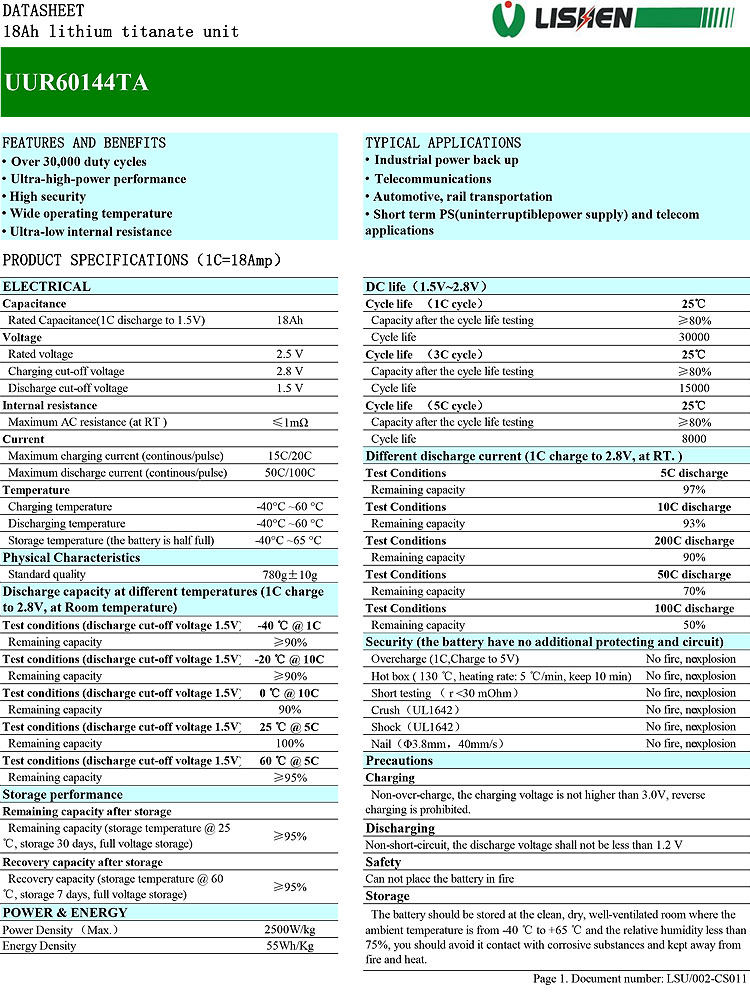 DATASHEET
18Ah lithium titanate unit
LISHEN
UUR60144TA
FEATURES AND BENEFITS
• Over 30,000 duty cycles
• Ultra-high-power performance
• High security
• Wide operating temperature
• Ultra-low internal resistance
TYPICAL APPLICATIONS
• Industrial power back up
• Telecommunications
• Automotive, rail transportation
• Short term PS(uninterruptiblepower supply) and telecom
applications
PRODUCT SPECIFICATIONS（1C=18Amp）
ELECTRICAL
Capacitance
Rated Capacitance(1C discharge to 1.5V) 18Ah
Voltage
Rated voltage 2.5 V
Charging cut-off voltage 2.8 V
Discharge cut-off voltage 1.5 V
Internal resistance
Maximum AC resistance (at RT ) ≤1mΩ
Current
Maximum charging current (continous/pulse) 15C/20C
Maximum discharge current (continous/pulse) 50C/100C
Temperature
Charging temperature -40°C ~60 °C
Discharging temperature -40°C ~60 °C
Storage temperature (the battery is half full) -40°C ~65 °C
Physical Characteristics
Standard quality 780g±10g
Discharge capacity at different temperatures (1C charge
to 2.8V, at Room temperature)
Test conditions (discharge cut-off voltage 1.5V) -40 ℃ @ 1C
Remaining capacity ≥90%
Test conditions (discharge cut-off voltage 1.5V) -20 ℃ @ 10C
Remaining capacity ≥90%
Test conditions (discharge cut-off voltage 1.5V) 0 ℃ @ 10C
Remaining capacity 90%
Test conditions (discharge cut-off voltage 1.5V) 25 ℃ @ 5C
Remaining capacity 100%
Test conditions (discharge cut-off voltage 1.5V) 60 ℃ @ 5C
Remaining capacity ≥95%
Storage performance
Remaining capacity after storage
Remaining capacity (storage temperature @ 25
℃, storage 30 days, full voltage storage) ≥95%
Recovery capacity after storage
Recovery capacity (storage temperature @ 60
℃, storage 7 days, full voltage storage) ≥95%
POWER & ENERGY
Power Density （Max.） 2500W/kg
Energy Density 55Wh/Kg
DC life（1.5V~2.8V）
Cycle life （1C cycle） 25℃
Capacity after the cycle life testing ≥80%
Cycle life 30000
Cycle life （3C cycle） 25℃
Capacity after the cycle life testing ≥80%
Cycle life 15000
Cycle life （5C cycle） 25℃
Capacity after the cycle life testing ≥80%
Cycle life 8000
Different discharge current (1C charge to 2.8V, at RT. )
Test Conditions 5C discharge
Remaining capacity 97%
Test Conditions 10C discharge
Remaining capacity 93%
Test Conditions 200C discharge
Remaining capacity 90%
Test Conditions 50C discharge
Remaining capacity 70%
Test Conditions 100C discharge
Remaining capacity 50%
Security (the battery have no additional protecting and circuit)
Overcharge (1C,Charge to 5V) No fire, noexplosion
Hot box ( 130 ℃, heating rate: 5 ℃/min, keep 10 min) No fire, noexplosion
Short testing （ r <30 mOhm） No fire, noexplosion
Crush（UL1642） No fire, noexplosion
Shock（UL1642） No fire, noexplosion
Nail（Φ3.8mm，40mm/s） No fire, noexplosion
Precautions
Charging
Non-over-charge, the charging voltage is not higher than 3.0V, reverse
charging is prohibited.
Discharging
Non-short-circuit, the discharge voltage shall not be less than 1.2 V
Safety
Can not place the battery in fire
Storage
The battery should be stored at the clean, dry, well-ventilated room where the
ambient temperature is from -40 ℃ to +65 ℃ and the relative humidity less than
75%, you should avoid it contact with corrosive substances and kept away from
fire and heat.
Page 1. Document number: LSU/002-CS011